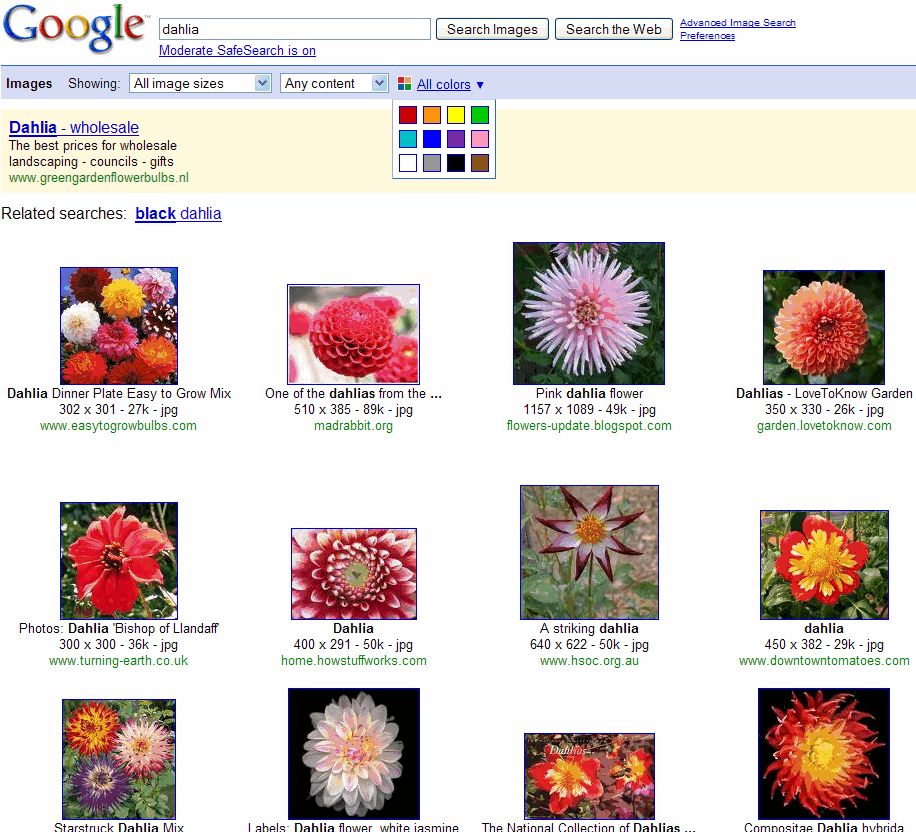 Google™
dahlia
Search Images
Search the Web
Advanced Image Search
Preferences
Moderate SafeSearch is on
Images Showing: All image sizes Any content All colors ▼
Dahlia - wholesale
The best prices for wholesale
landscaping - councils - gifts
www.greengardenflowerbulbs.nl
Related searches: black dahlia
Dahlia Dinner Plate Easy to Grow Mix
302 x 301 - 27k - jpg
www.easytogrowbulbs.com
One of the dahlias from the ...
510 x 385 - 89k - jpg
madrabbit.org
Pink dahlia flower
1157 x 1089 - 49k - jpg
flowers-update.blogspot.com
Dahlias - LoveToKnow Garden
350 x 330 - 26k - jpg
garden.lovetoknow.com
Photos: Dahlia 'Bishop of Llandaff'
300 x 300 - 36k - jpg
www.turning-earth.co.uk
Dahlia
400 x 291 - 50k - jpg
home.howstuffworks.com
A striking dahlia
640 x 622 - 50k - jpg
www.hsoc.org.au
dahlia
450 x 382 - 29k - jpg
www.downtowntomatoes.com
Starstruck Dahlia Mix
Labels: Dahlia flower, white jasmine
Dahlias...
The National Collection of Dahlias ...
Compositae Dahlia hybrida